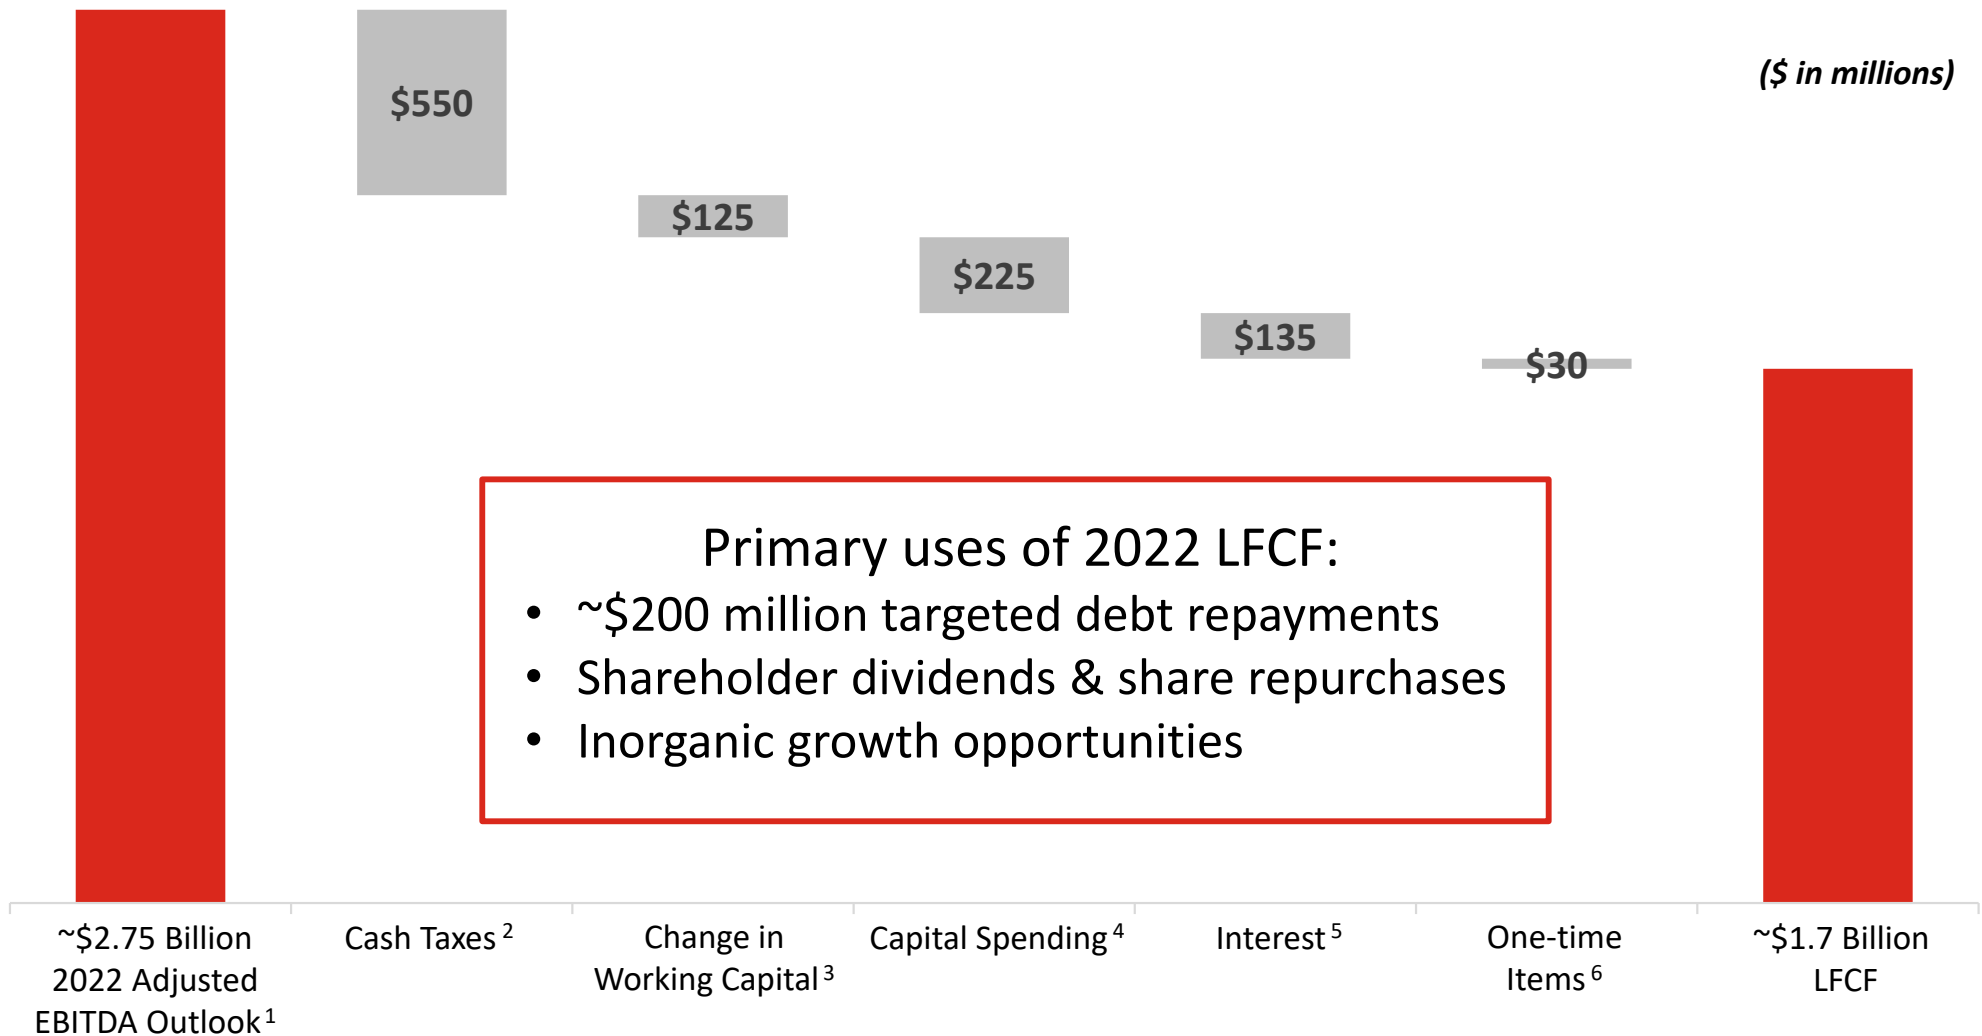 ($ in millions)
$550
$125
$225
$135
$30
Primary uses of 2022 LFCF:
• ~$200 million targeted debt repayments
• Shareholder dividends & share repurchases
• Inorganic growth opportunities
~$2.75 Billion
2022 Adjusted
EBITDA Outlook 1
Cash Taxes 2
Change in
Working Capital 3
Capital Spending 4
Interest 5
One-time
Items 6
~$1.7 Billion
LFCF